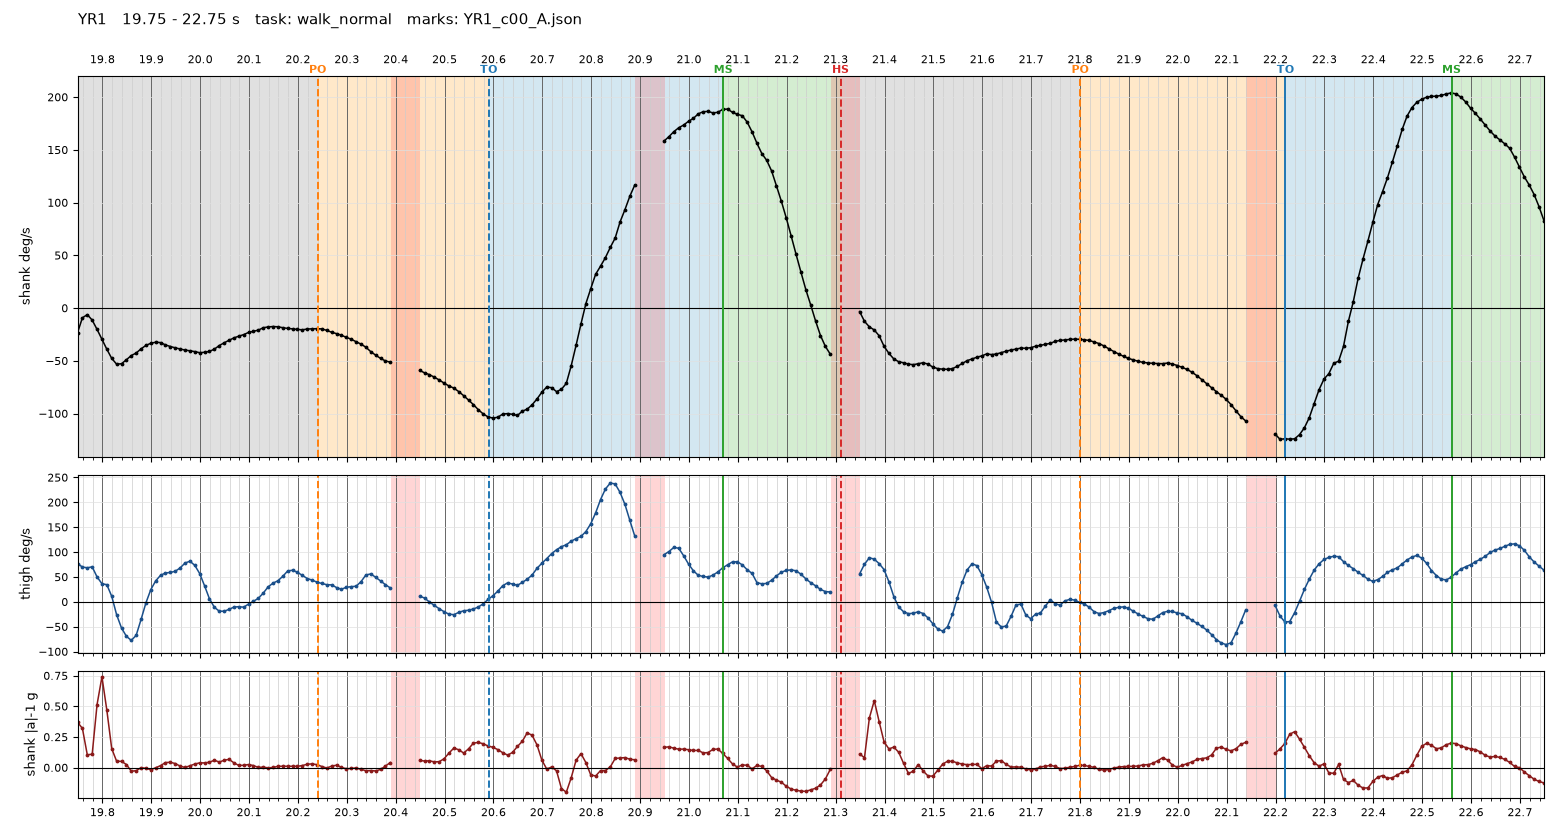 YR1   19.75 - 22.75 s   task: walk_normal   marks: YR1_c00_A.json
19.8 19.9 20.0 20.1 20.2 20.3 20.4 20.5 20.6 20.7 20.8 20.9 21.0 21.1 21.2 21.3 21.4 21.5 21.6 21.7 21.8 21.9 22.0 22.1 22.2 22.3 22.4 22.5 22.6 22.7
PO TO MS HS PO TO MS
shank deg/s
200
150
100
50
0
−50
−100
thigh deg/s
250
200
150
100
50
0
−50
−100
shank |a|-1 g
0.75
0.50
0.25
0.00
19.8 19.9 20.0 20.1 20.2 20.3 20.4 20.5 20.6 20.7 20.8 20.9 21.0 21.1 21.2 21.3 21.4 21.5 21.6 21.7 21.8 21.9 22.0 22.1 22.2 22.3 22.4 22.5 22.6 22.7